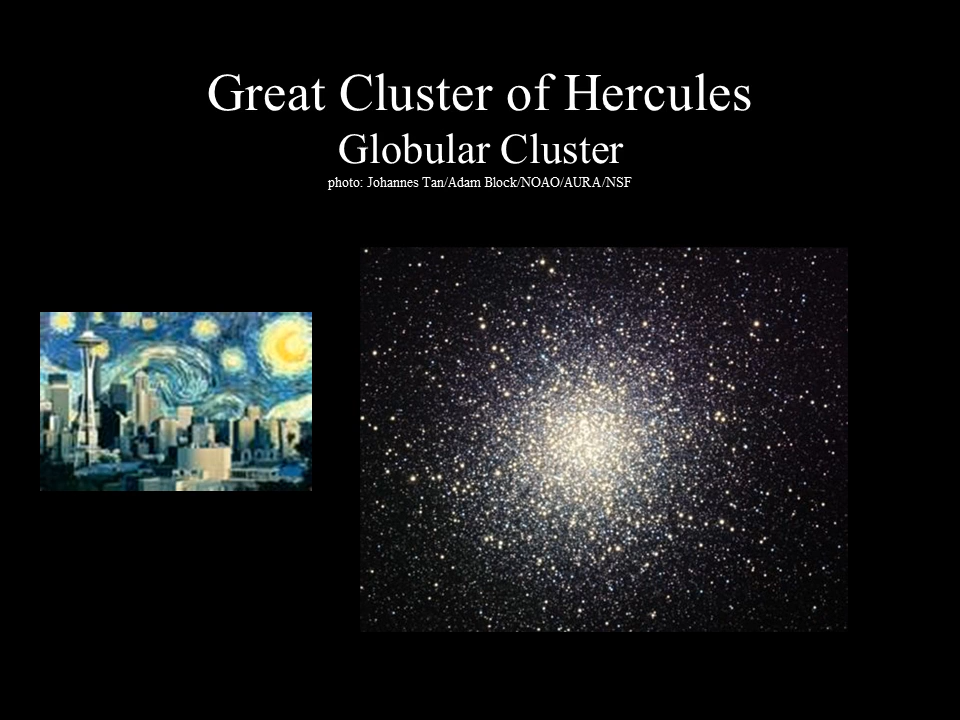 Great Cluster of Hercules
Globular Cluster
photo: Johannes Tan/Adam Block/NOAO/AURA/NSF